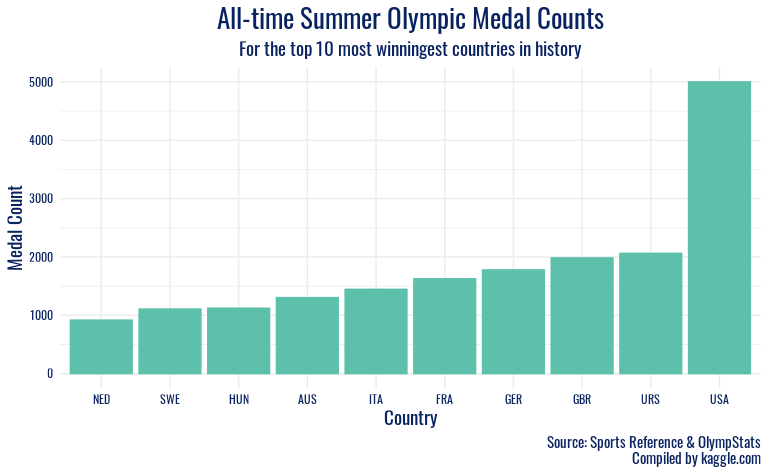 All-time Summer Olympic Medal Counts
For the top 10 most winningest countries in history
Medal Count
5000
4000
3000
2000
1000
0
NED SWE HUN AUS ITA FRA GER GBR URS USA
Country
Source: Sports Reference & OlympStats
Compiled by kaggle.com